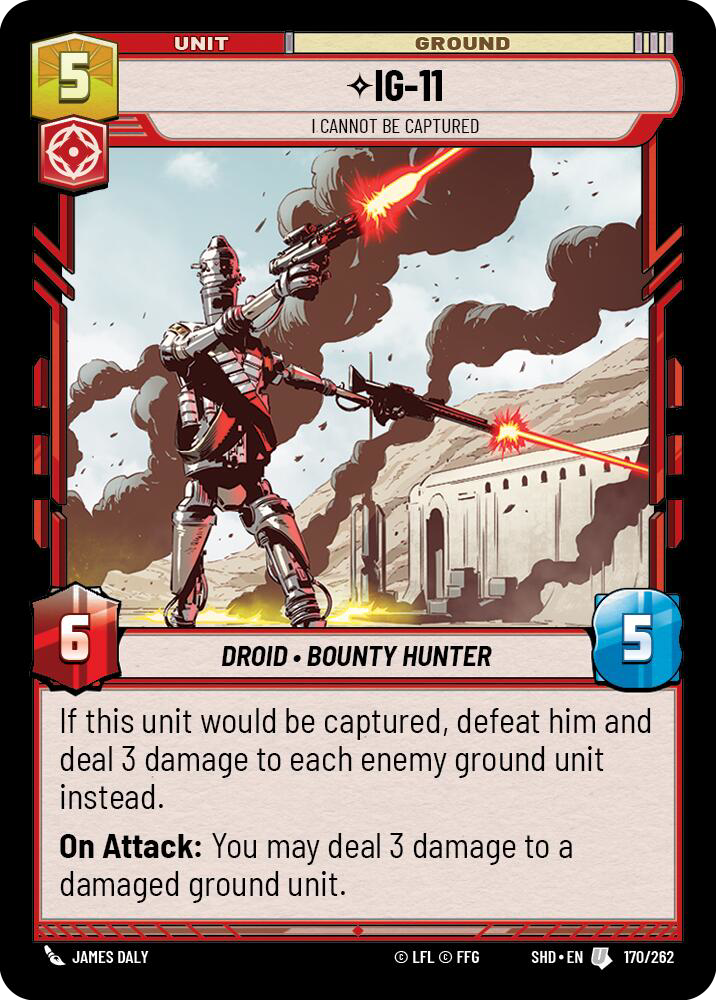 UNIT
GROUND
5
✧IG-11
I CANNOT BE CAPTURED
6
DROID • BOUNTY HUNTER
5
If this unit would be captured, defeat him and
deal 3 damage to each enemy ground unit
instead.
On Attack: You may deal 3 damage to a
damaged ground unit.
JAMES DALY
© LFL © FFG
SHD • EN
U
170/262